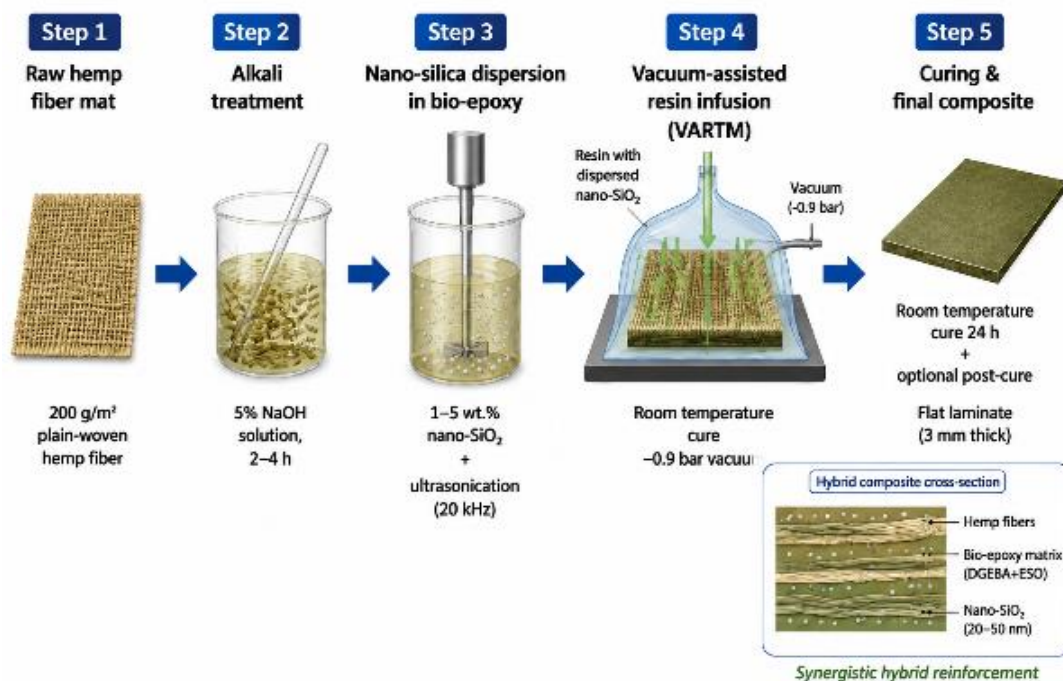 Step 1
Raw hemp
fiber mat
200 g/m²
plain-woven
hemp fiber
Step 2
Alkali
treatment
5% NaOH
solution,
2–4 h
Step 3
Nano-silica dispersion
in bio-epoxy
1–5 wt.%
nano-SiO₂
+
ultrasonication
(20 kHz)
Step 4
Vacuum-assisted
resin infusion
(VARTM)
Resin with
dispersed
nano-SiO₂
Vacuum
(-0.9 bar)
Room temperature
cure
–0.9 bar vacuu
Step 5
Curing &
final composite
Room temperature
cure 24 h
+
optional post-cure
Flat laminate
(3 mm thick)
Hybrid composite cross-section
Hemp fibers
Bio-epoxy matrix
(DGEBA+ESO)
Nano-SiO₂
(20–50 nm)
Synergistic hybrid reinforcement